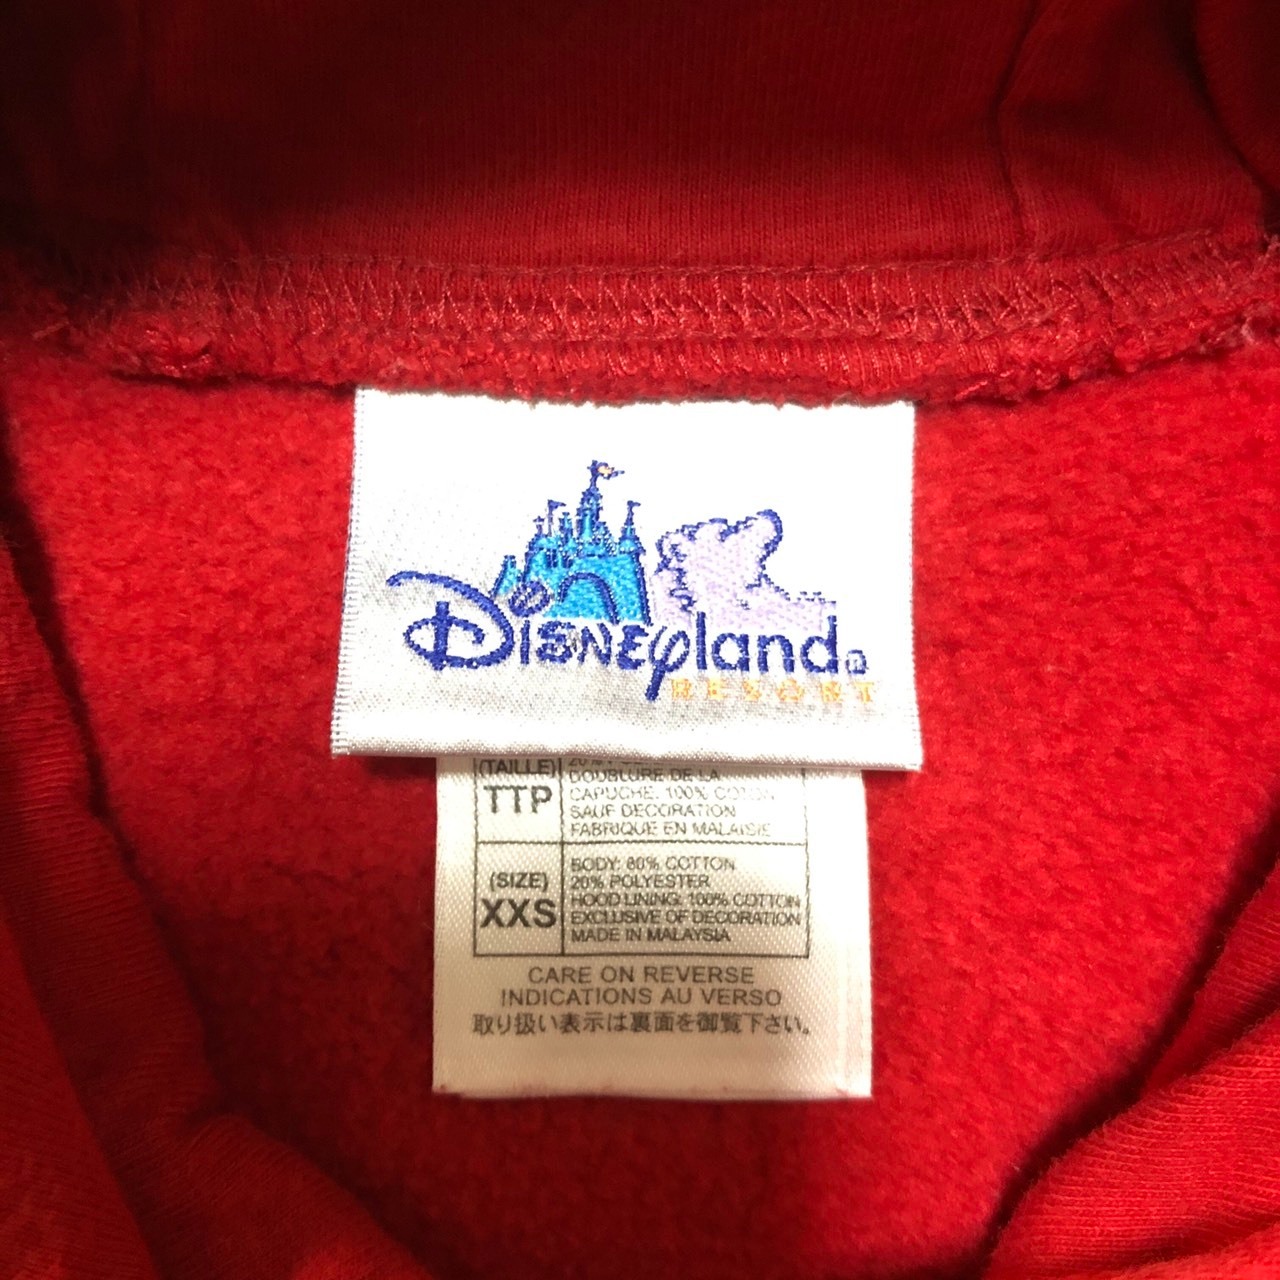 Disneyland®
RESORT
(TAILLE)
TTP
DOUBLURE DE LA
CAPUCHE: 100% COTON
SAUF DECORATION
FABRIQUE EN MALAISIE
(SIZE)
XXS
BODY: 80% COTTON
20% POLYESTER
HOOD LINING: 100% COTTON
EXCLUSIVE OF DECORATION
MADE IN MALAYSIA
CARE ON REVERSE
INDICATIONS AU VERSO
取り扱い表示は裏面を御覧下さい。